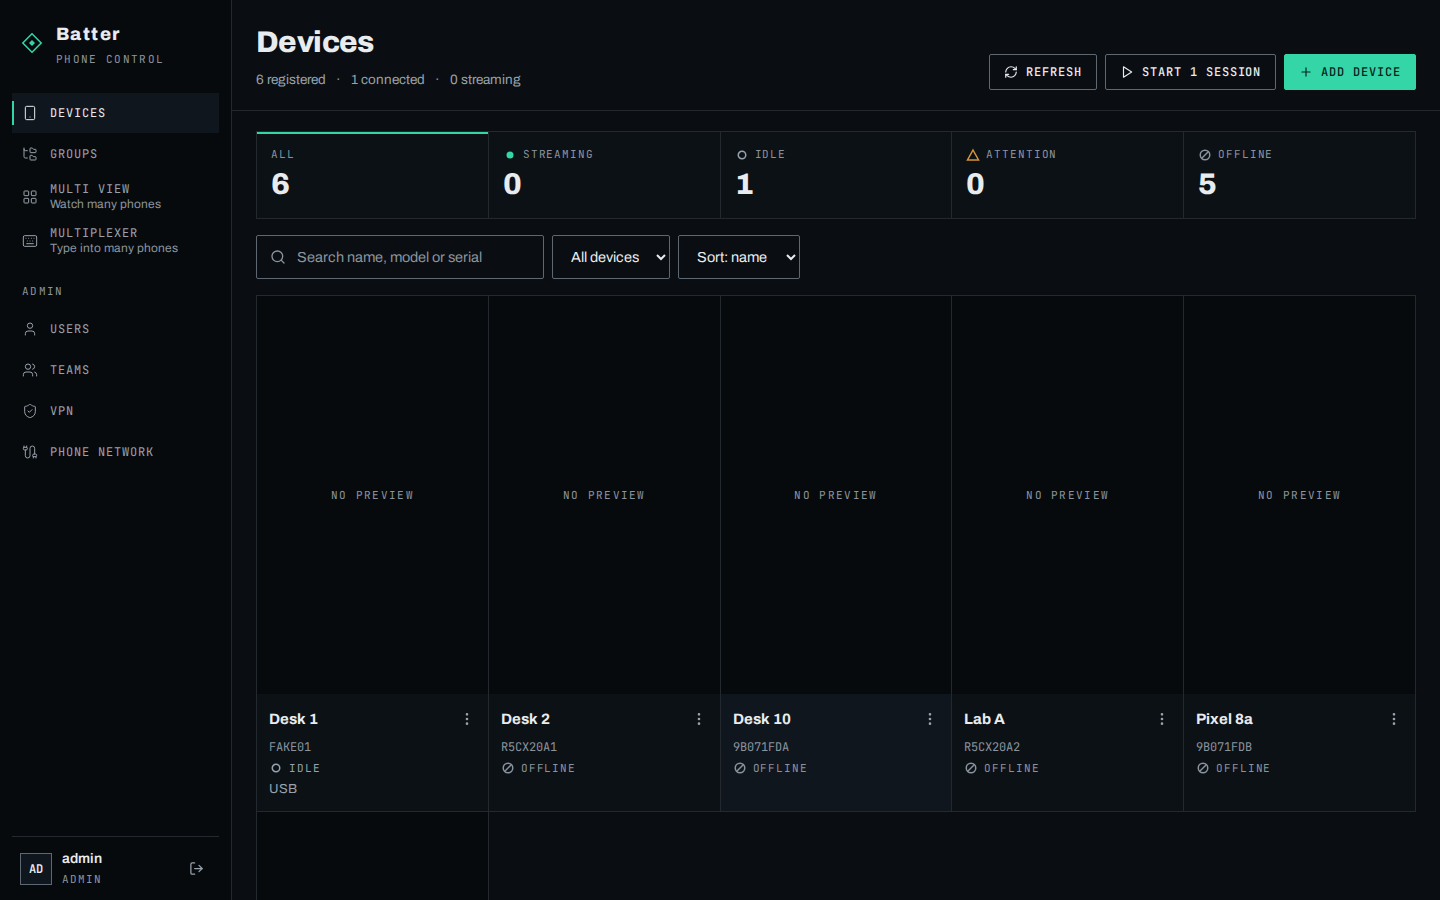 Batter
PHONE CONTROL
DEVICES
GROUPS
MULTI VIEW
Watch many phones
MULTIPLEXER
Type into many phones
ADMIN
USERS
TEAMS
VPN
PHONE NETWORK
AD
admin
ADMIN
Devices
6 registered · 1 connected · 0 streaming
REFRESH
START 1 SESSION
ADD DEVICE
ALL
6
STREAMING
0
IDLE
1
ATTENTION
0
OFFLINE
5
Search name, model or serial
All devices
Sort: name
NO PREVIEW
NO PREVIEW
NO PREVIEW
NO PREVIEW
NO PREVIEW
Desk 1
FAKE01
IDLE
USB
Desk 2
R5CX20A1
OFFLINE
Desk 10
9B071FDA
OFFLINE
Lab A
R5CX20A2
OFFLINE
Pixel 8a
9B071FDB
OFFLINE